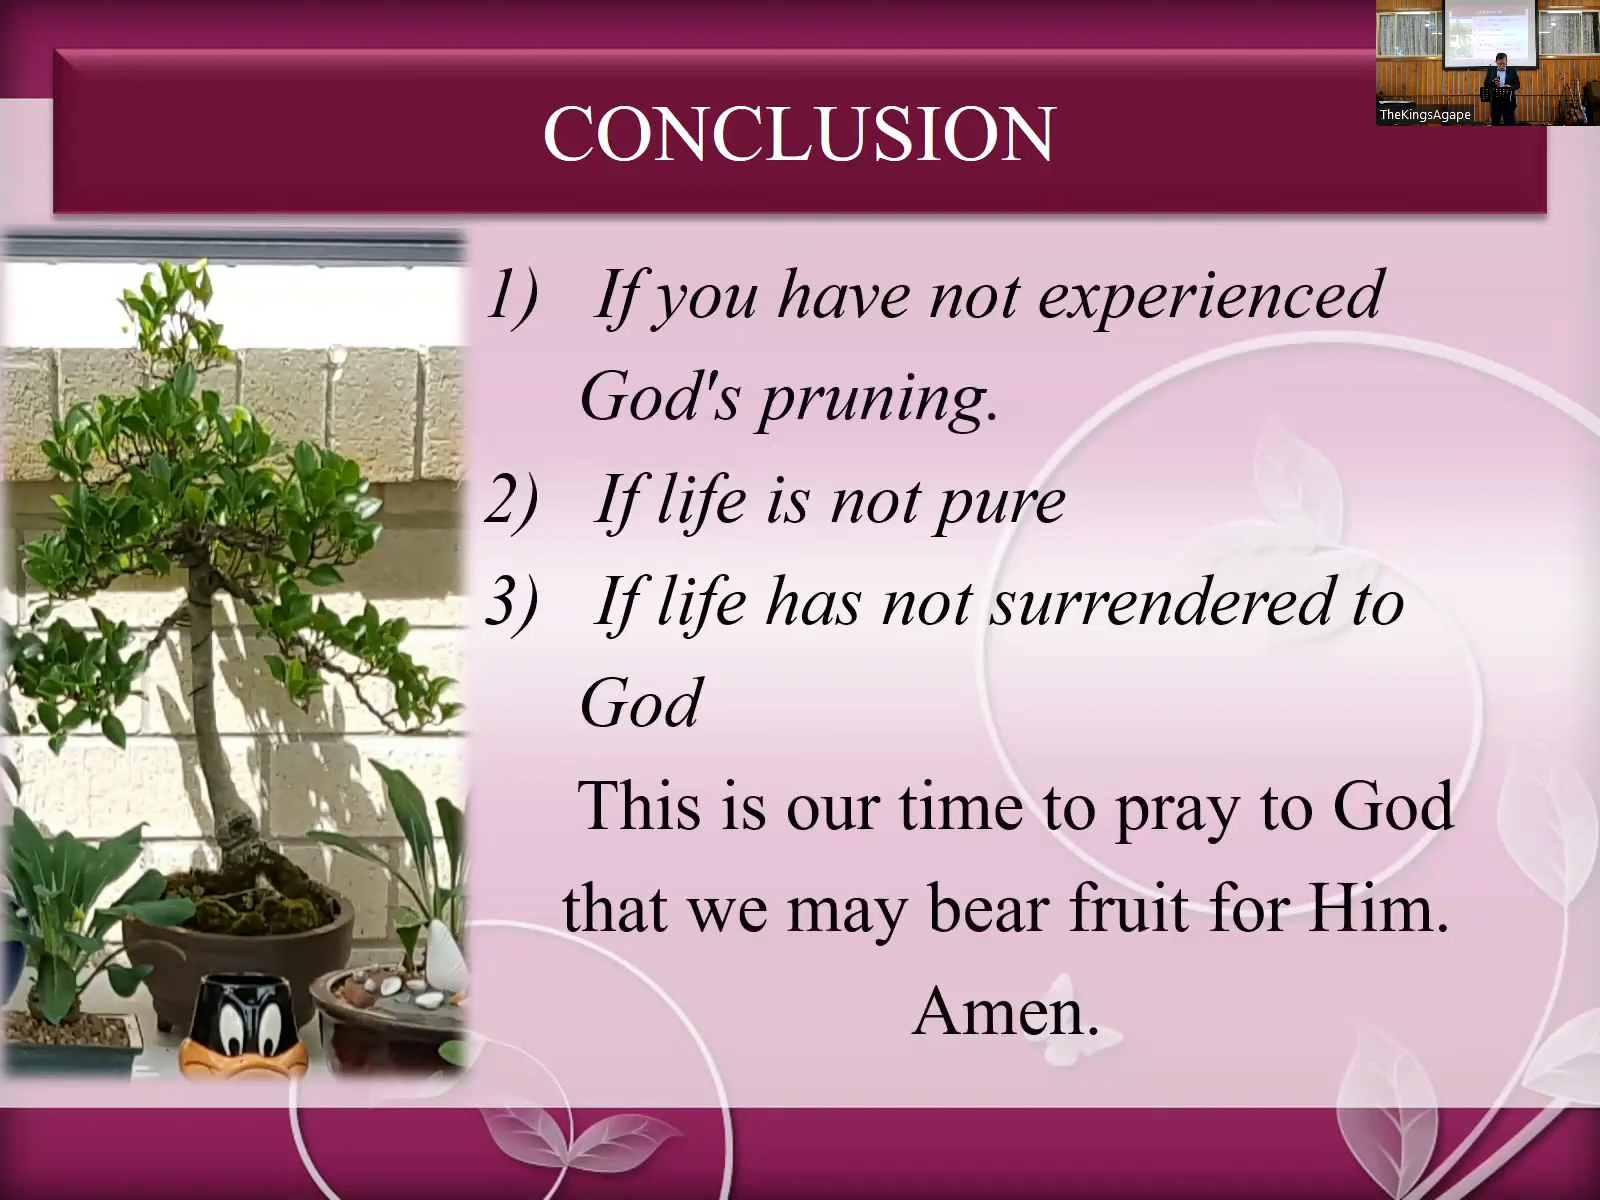 TheKingsAgape
CONCLUSION
1) If you have not experienced
God's pruning.
2) If life is not pure
3) If life has not surrendered to
God
This is our time to pray to God
that we may bear fruit for Him.
Amen.